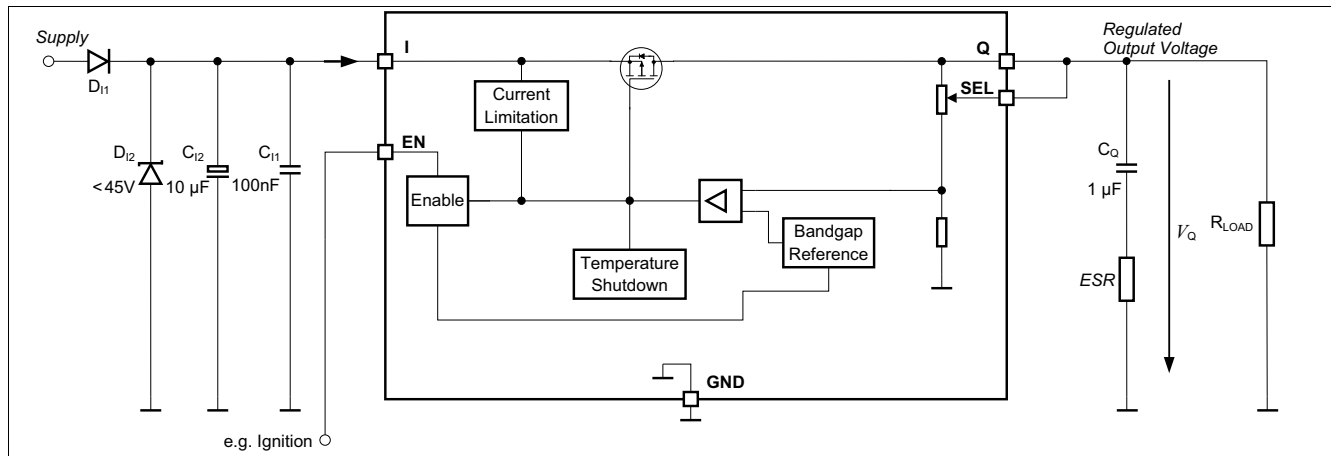 Supply
D_I1
I
Q
Regulated
Output Voltage
SEL
Current
Limitation
EN
D_I2
<45V
C_I2
10 µF
C_I1
100nF
Enable
Bandgap
Reference
Temperature
Shutdown
C_Q
1 µF
ESR
V_Q
R_LOAD
GND
e.g. Ignition